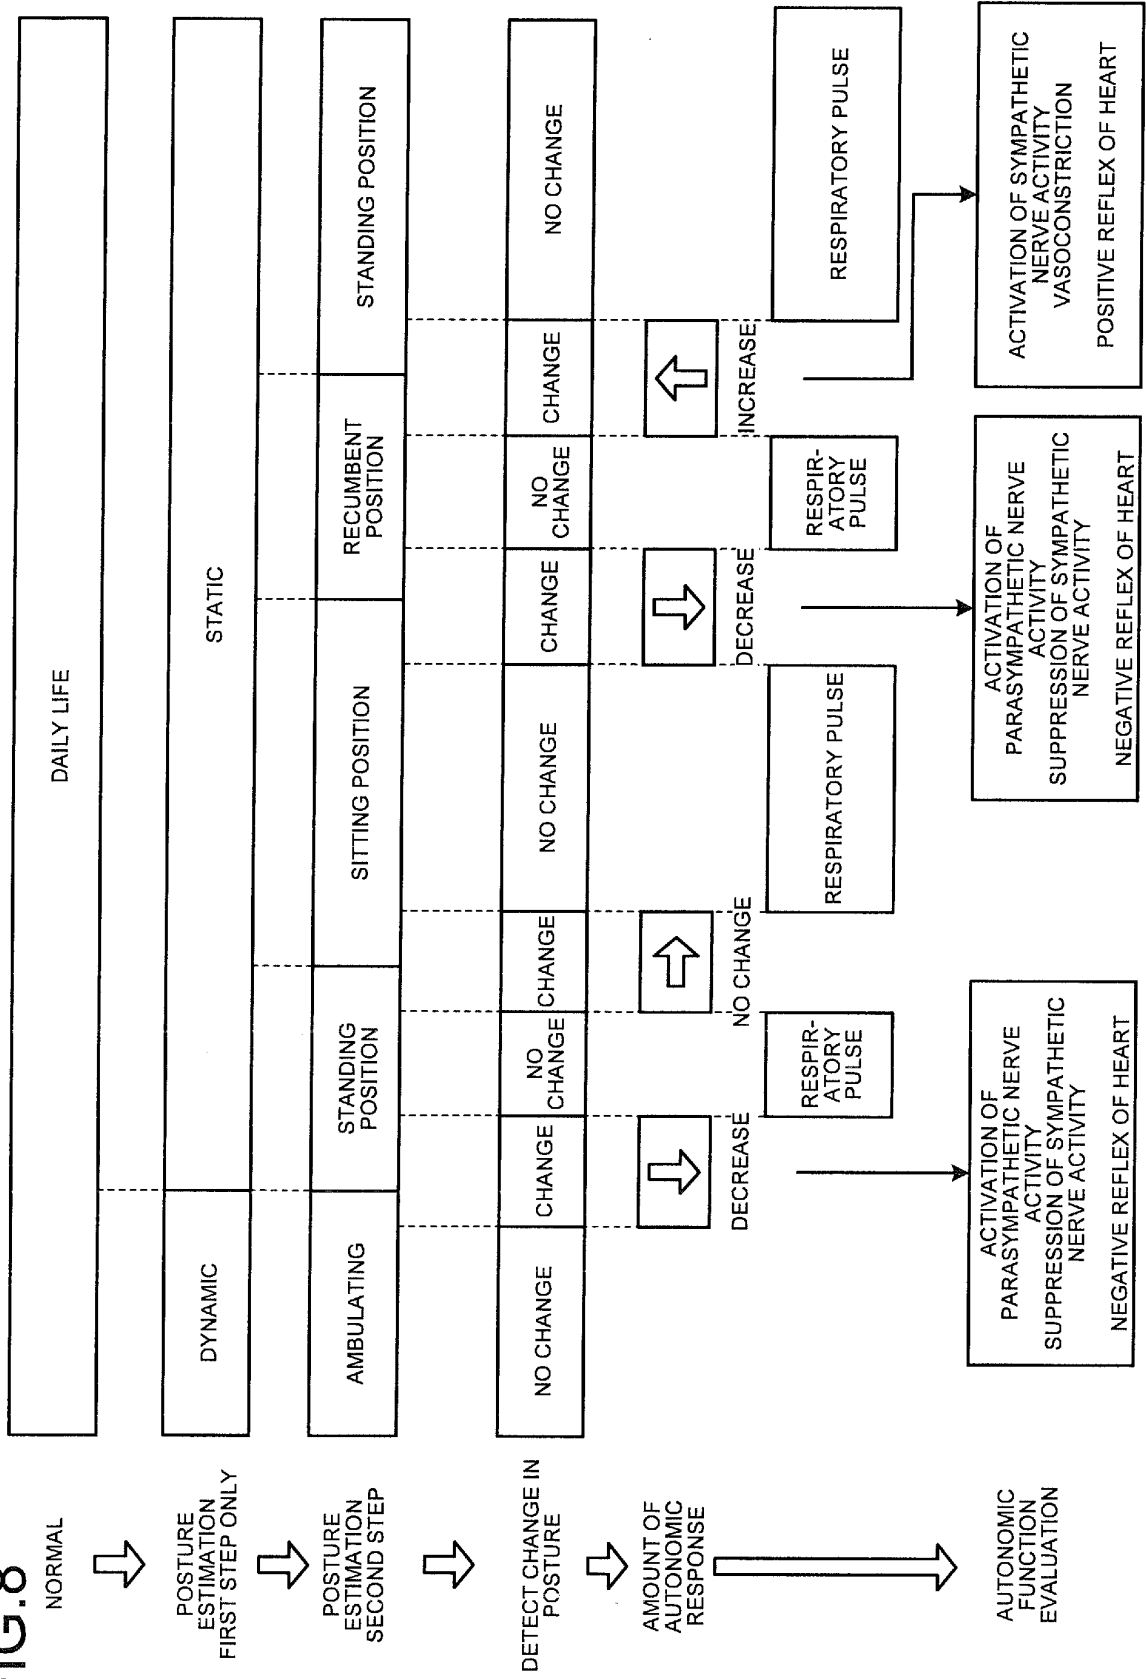 FIG.8
NORMAL
DAILY LIFE
POSTURE
ESTIMATION
FIRST STEP ONLY
DYNAMIC
STATIC
POSTURE
ESTIMATION
SECOND STEP
AMBULATING
STANDING
POSITION
SITTING POSITION
RECUMBENT
POSITION
STANDING POSITION
DETECT CHANGE IN
POSTURE
NO CHANGE
CHANGE
NO
CHANGE
CHANGE
NO CHANGE
CHANGE
NO
CHANGE
CHANGE
NO CHANGE
AMOUNT OF
AUTONOMIC
RESPONSE
DECREASE
NO CHANGE
DECREASE
INCREASE
RESPIR-
ATORY
PULSE
RESPIRATORY PULSE
RESPIR-
ATORY
PULSE
RESPIRATORY PULSE
AUTONOMIC
FUNCTION
EVALUATION
ACTIVATION OF
PARASYMPATHETIC NERVE
ACTIVITY
SUPPRESSION OF SYMPATHETIC
NERVE ACTIVITY
NEGATIVE REFLEX OF HEART
ACTIVATION OF
PARASYMPATHETIC NERVE
ACTIVITY
SUPPRESSION OF SYMPATHETIC
NERVE ACTIVITY
NEGATIVE REFLEX OF HEART
ACTIVATION OF SYMPATHETIC
NERVE ACTIVITY
VASOCONSTRICTION
POSITIVE REFLEX OF HEART